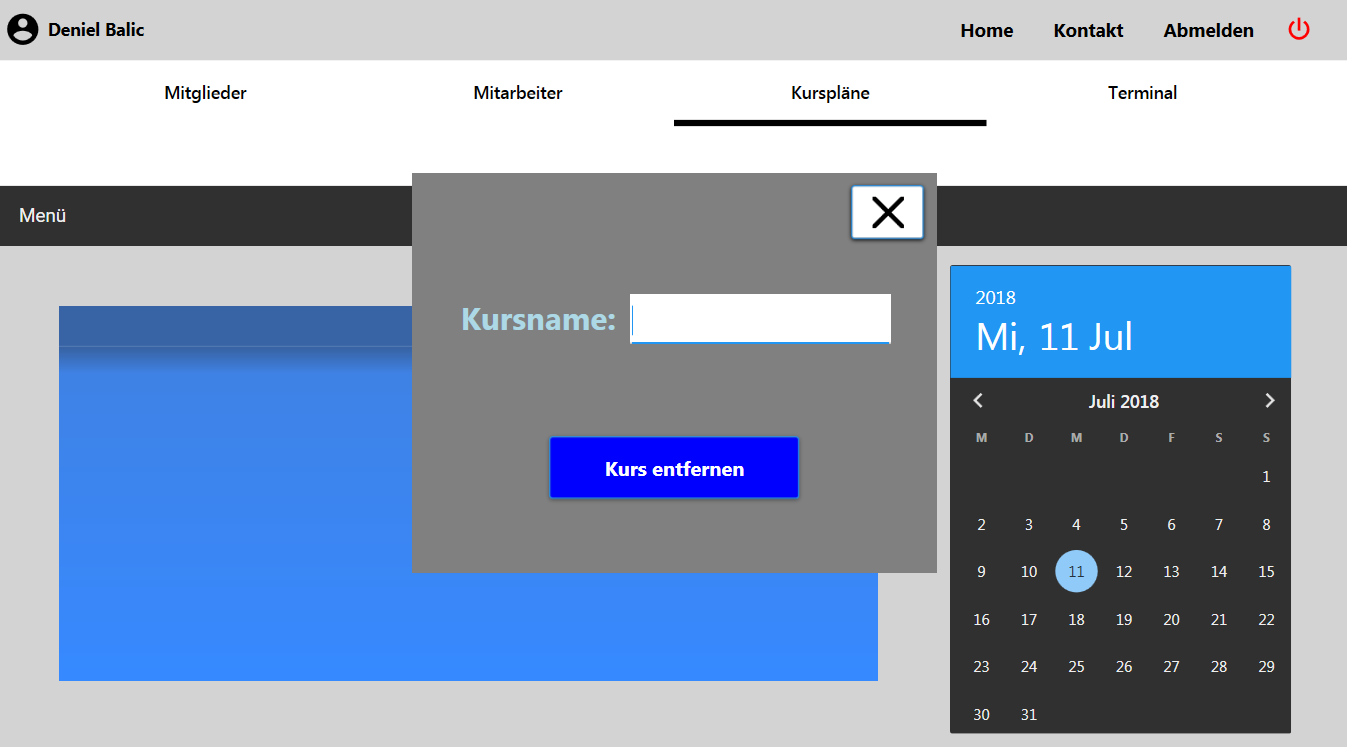 Deniel Balic
Home Kontakt Abmelden
Mitglieder Mitarbeiter Kurspläne Terminal
Menü
Kursname:
Kurs entfernen
2018
Mi, 11 Jul
Juli 2018
M D M D F S S
1
2 3 4 5 6 7 8
9 10 11 12 13 14 15
16 17 18 19 20 21 22
23 24 25 26 27 28 29
30 31